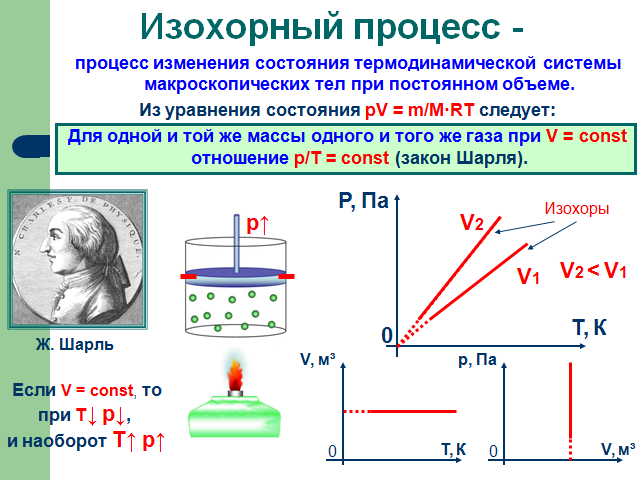 Изохорный процесс -
процесс изменения состояния термодинамической системы
макроскопических тел при постоянном объеме.
Из уравнения состояния pV = m/M·RT следует:
Для одной и той же массы одного и того же газа при V = const
отношение p/T = const (закон Шарля).
N CHARLES P. DE PHYSIQUE
p↑
Ж. Шарль
Если V = const, то
при T↓ p↓,
и наоборот T↑ p↑
P, Па
V2
Изохоры
V1
V2 < V1
0
T, К
V, м³
0
T, К
p, Па
0
V, м³